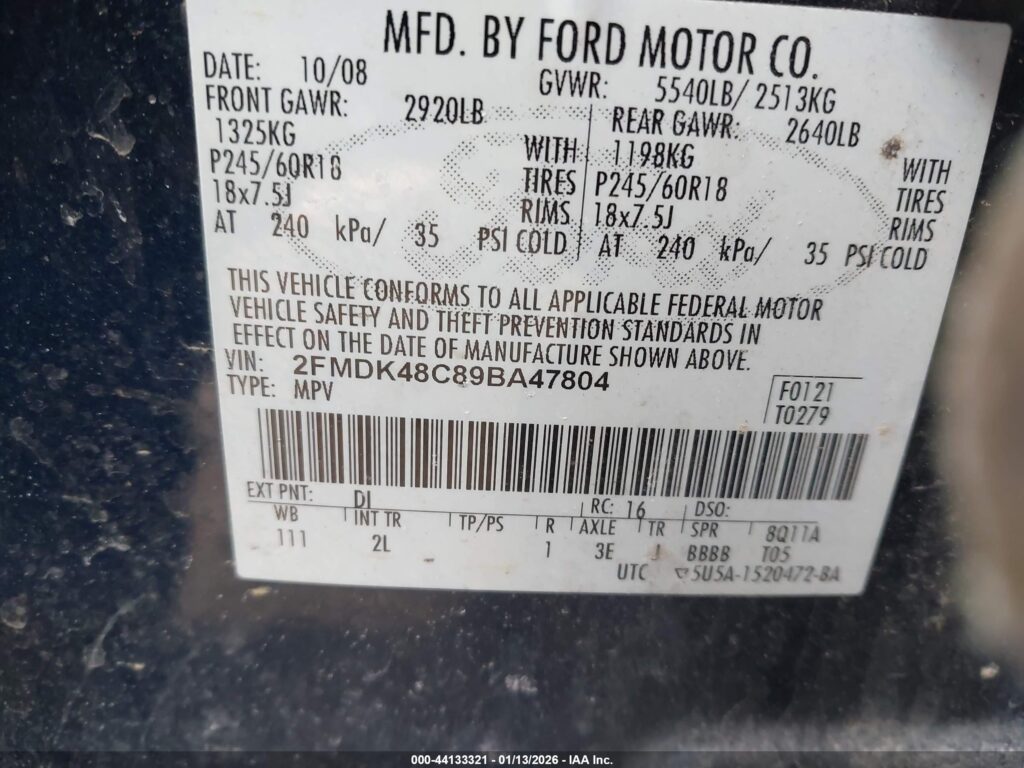 MFD. BY FORD MOTOR CO.
DATE: 10/08 GVWR: 5540LB/ 2513KG
FRONT GAWR: 2920LB REAR GAWR: 2640LB
1325KG WITH 1198KG WITH
P245/60R18 TIRES P245/60R18 TIRES
18x7.5J RIMS 18x7.5J RIMS
AT 240 kPa/ 35 PSI COLD AT 240 kPa/ 35 PSI COLD
THIS VEHICLE CONFORMS TO ALL APPLICABLE FEDERAL MOTOR
VEHICLE SAFETY AND THEFT PREVENTION STANDARDS IN
EFFECT ON THE DATE OF MANUFACTURE SHOWN ABOVE.
VIN: 2FMDK48C89BA47804
TYPE: MPV
F0121
T0279
EXT PNT: DI RC: 16 DSO:
WB INT TR TP/PS R AXLE TR SPR 8Q11A
111 2L 1 3E J BBBB T05
UTC 5U5A-1520472-BA
000-44133321 - 01/13/2026 - IAA Inc.